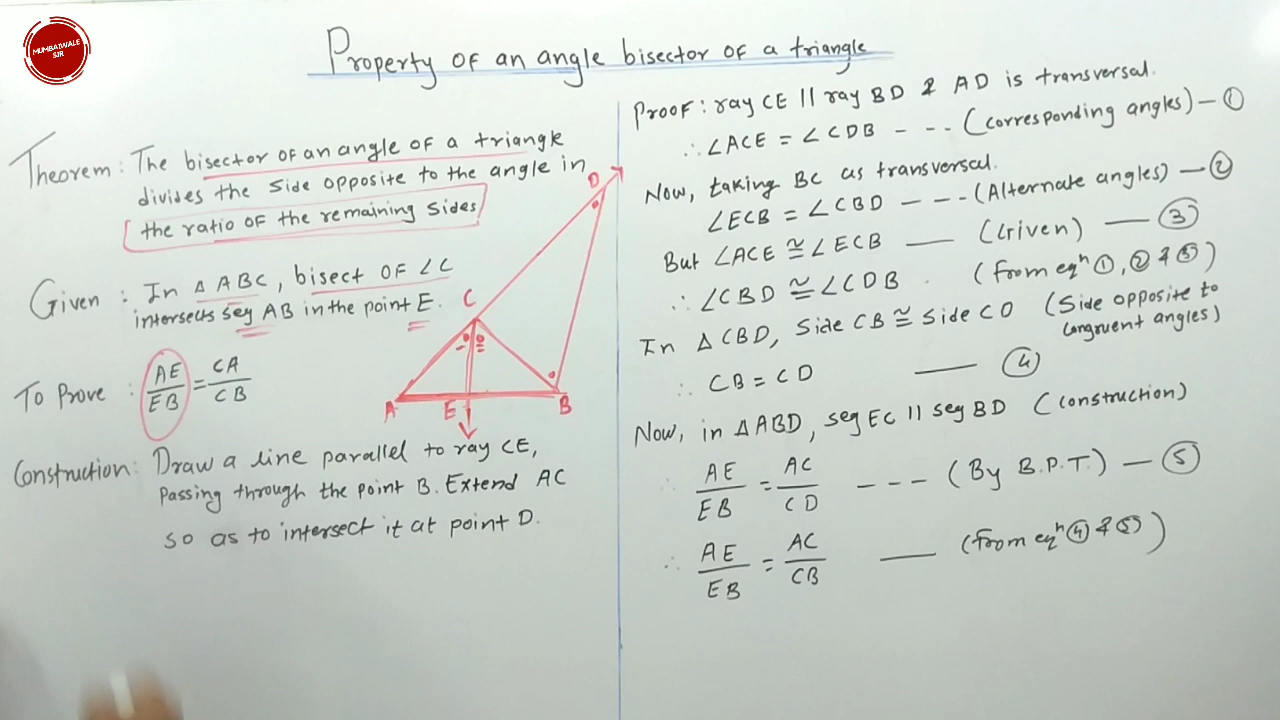 MUMBAIWALE
SIR
Property of an angle bisector of a triangle
Theorem: The bisector of an angle of a triangle
divides the side opposite to the angle in
the ratio of the remaining sides
Given : In △ ABC, bisect of ∠C
intersects seg AB in the point E.
To Prove : AE/EB = CA/CB
Construction: Draw a line parallel to ray CE,
Passing through the point B. Extend AC
so as to intersect it at point D.
D
C
A
E
B
Proof: ray CE || ray BD & AD is transversal.
∴ ∠ACE = ∠CDB - - - (corresponding angles) — ①
Now, taking BC as transversal.
∠ECB = ∠CBD - - - (Alternate angles) — ②
But ∠ACE ≅ ∠ECB — (Given) — ③
∴ ∠CBD ≅ ∠CDB . (from eqⁿ ①, ② & ③)
In △ CBD, Side CB ≅ Side CD (Side opposite to
congruent angles)
∴ CB = CD — ④
Now, in △ABD, seg EC || seg BD (construction)
∴ AE/EB = AC/CD - - - (By B.P.T.) — ⑤
∴ AE/EB = AC/CB — (from eqⁿ ④ & ⑤)